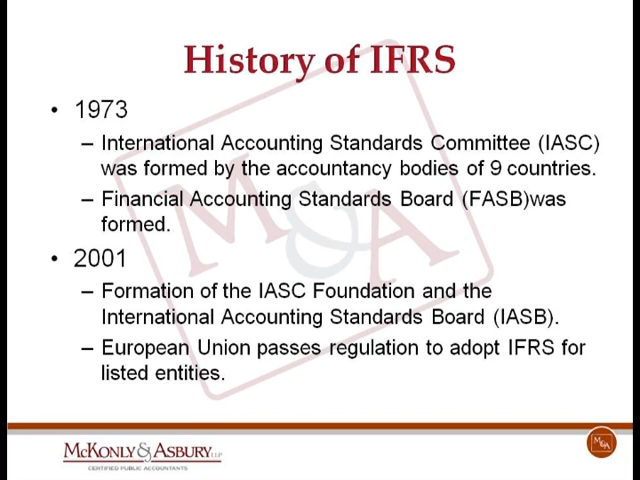 History of IFRS
• 1973
– International Accounting Standards Committee (IASC)
was formed by the accountancy bodies of 9 countries.
– Financial Accounting Standards Board (FASB)was
formed.
• 2001
– Formation of the IASC Foundation and the
International Accounting Standards Board (IASB).
– European Union passes regulation to adopt IFRS for
listed entities.
M&A
McKonly & Asbury LLP
CERTIFIED PUBLIC ACCOUNTANTS
M&A